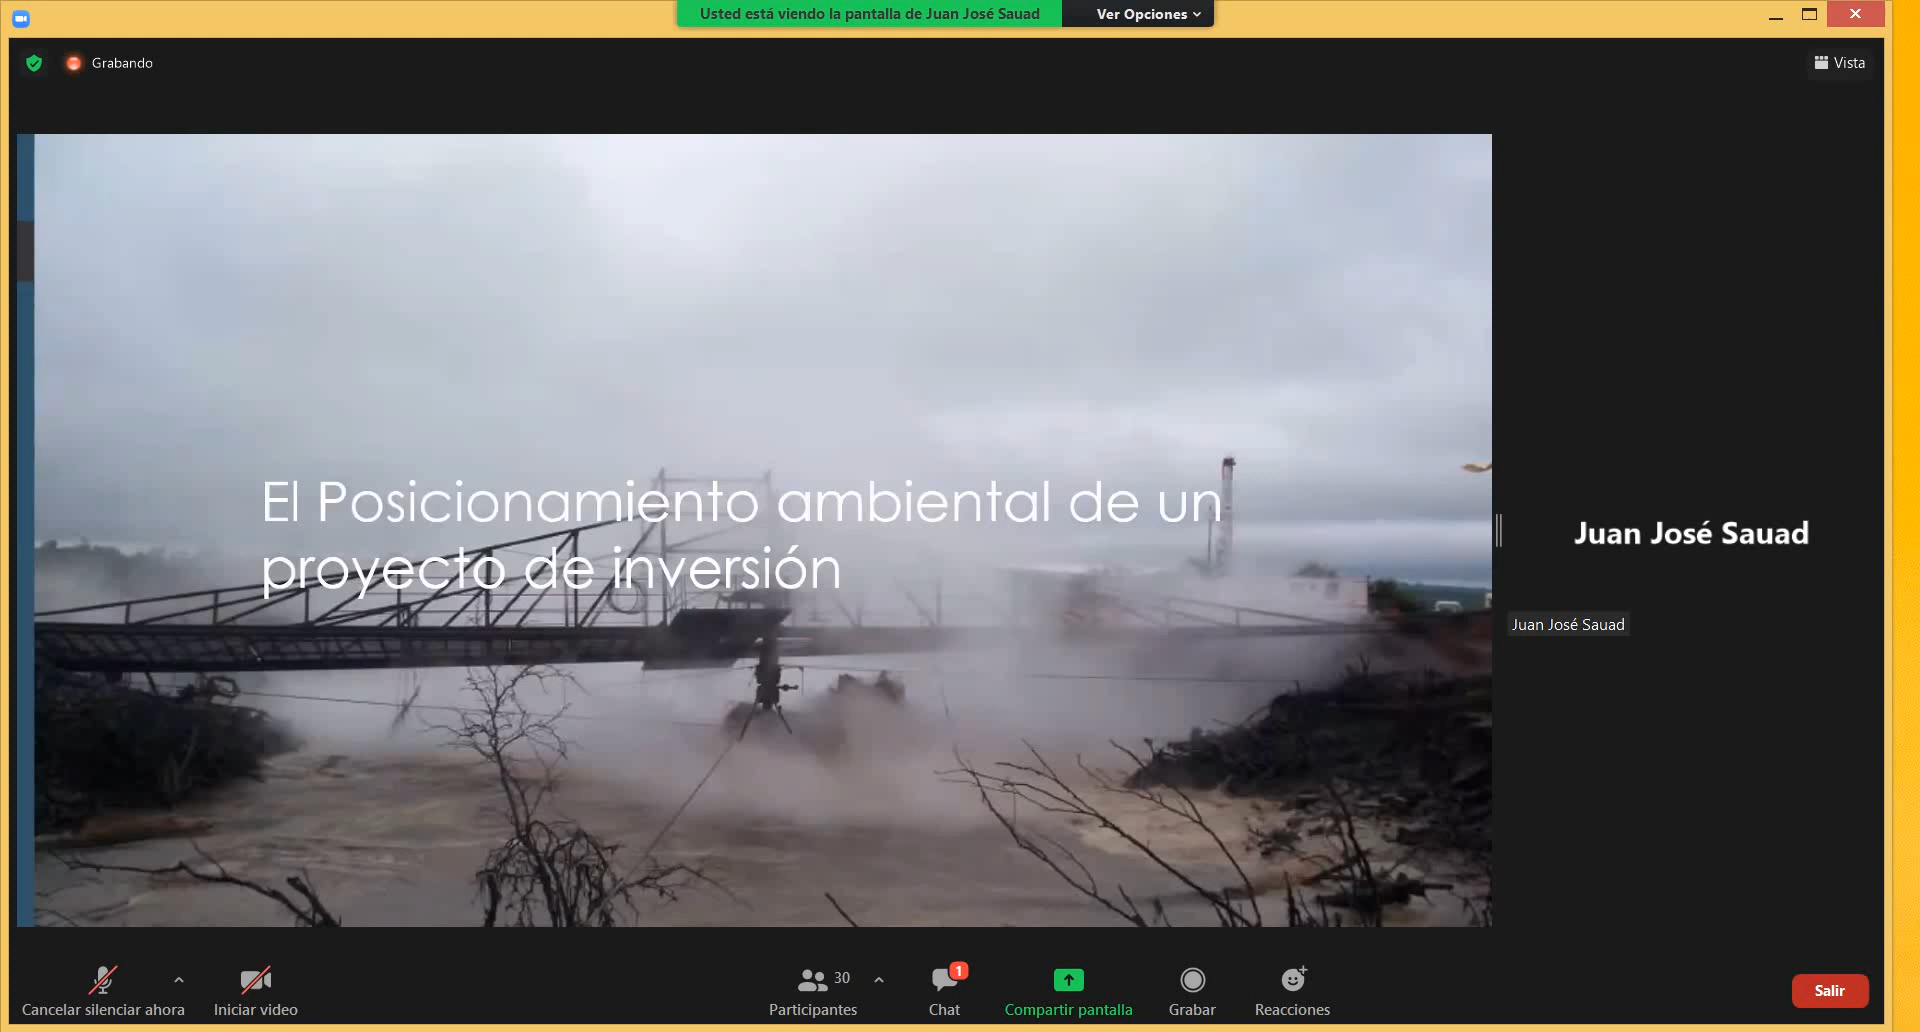 Usted está viendo la pantalla de Juan José Sauad
Ver Opciones
Grabando
Vista
El Posicionamiento ambiental de un
proyecto de inversión
Juan José Sauad
Juan José Sauad
Cancelar silenciar ahora
Iniciar video
30
Participantes
1
Chat
Compartir pantalla
Grabar
Reacciones
Salir